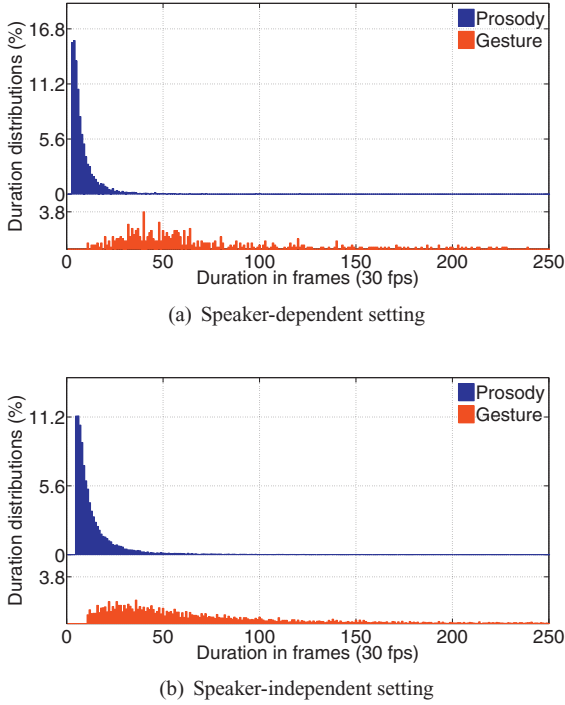 Duration distributions (%)
16.8
11.2
5.6
0
3.8
Prosody
Gesture
0 50 100 150 200 250
Duration in frames (30 fps)
(a) Speaker-dependent setting
Duration distributions (%)
11.2
5.6
0
3.8
Prosody
Gesture
0 50 100 150 200 250
Duration in frames (30 fps)
(b) Speaker-independent setting